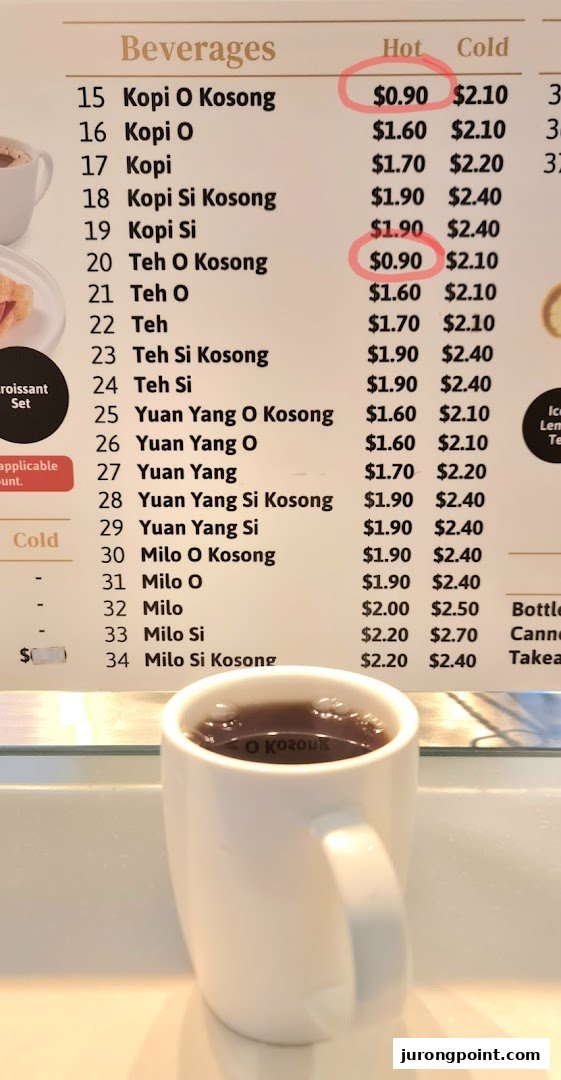 Beverages Hot Cold
15 Kopi O Kosong $0.90 $2.10
16 Kopi O $1.60 $2.10
17 Kopi $1.70 $2.20
18 Kopi Si Kosong $1.90 $2.40
19 Kopi Si $1.90 $2.40
20 Teh O Kosong $0.90 $2.10
21 Teh O $1.60 $2.10
22 Teh $1.70 $2.10
23 Teh Si Kosong $1.90 $2.40
24 Teh Si $1.90 $2.40
25 Yuan Yang O Kosong $1.60 $2.10
26 Yuan Yang O $1.60 $2.10
27 Yuan Yang $1.70 $2.20
28 Yuan Yang Si Kosong $1.90 $2.40
29 Yuan Yang Si $1.90 $2.40
30 Milo O Kosong $1.90 $2.40
31 Milo O $1.90 $2.40
32 Milo $2.00 $2.50
33 Milo Si $2.20 $2.70
34 Milo Si Kosong $2.20 $2.40
roissant
Set
applicable
unt.
Cold
-
-
-
$
Ice
Lem
Te
Bottle
Canne
Takea
O Kosong
jurongpoint.com